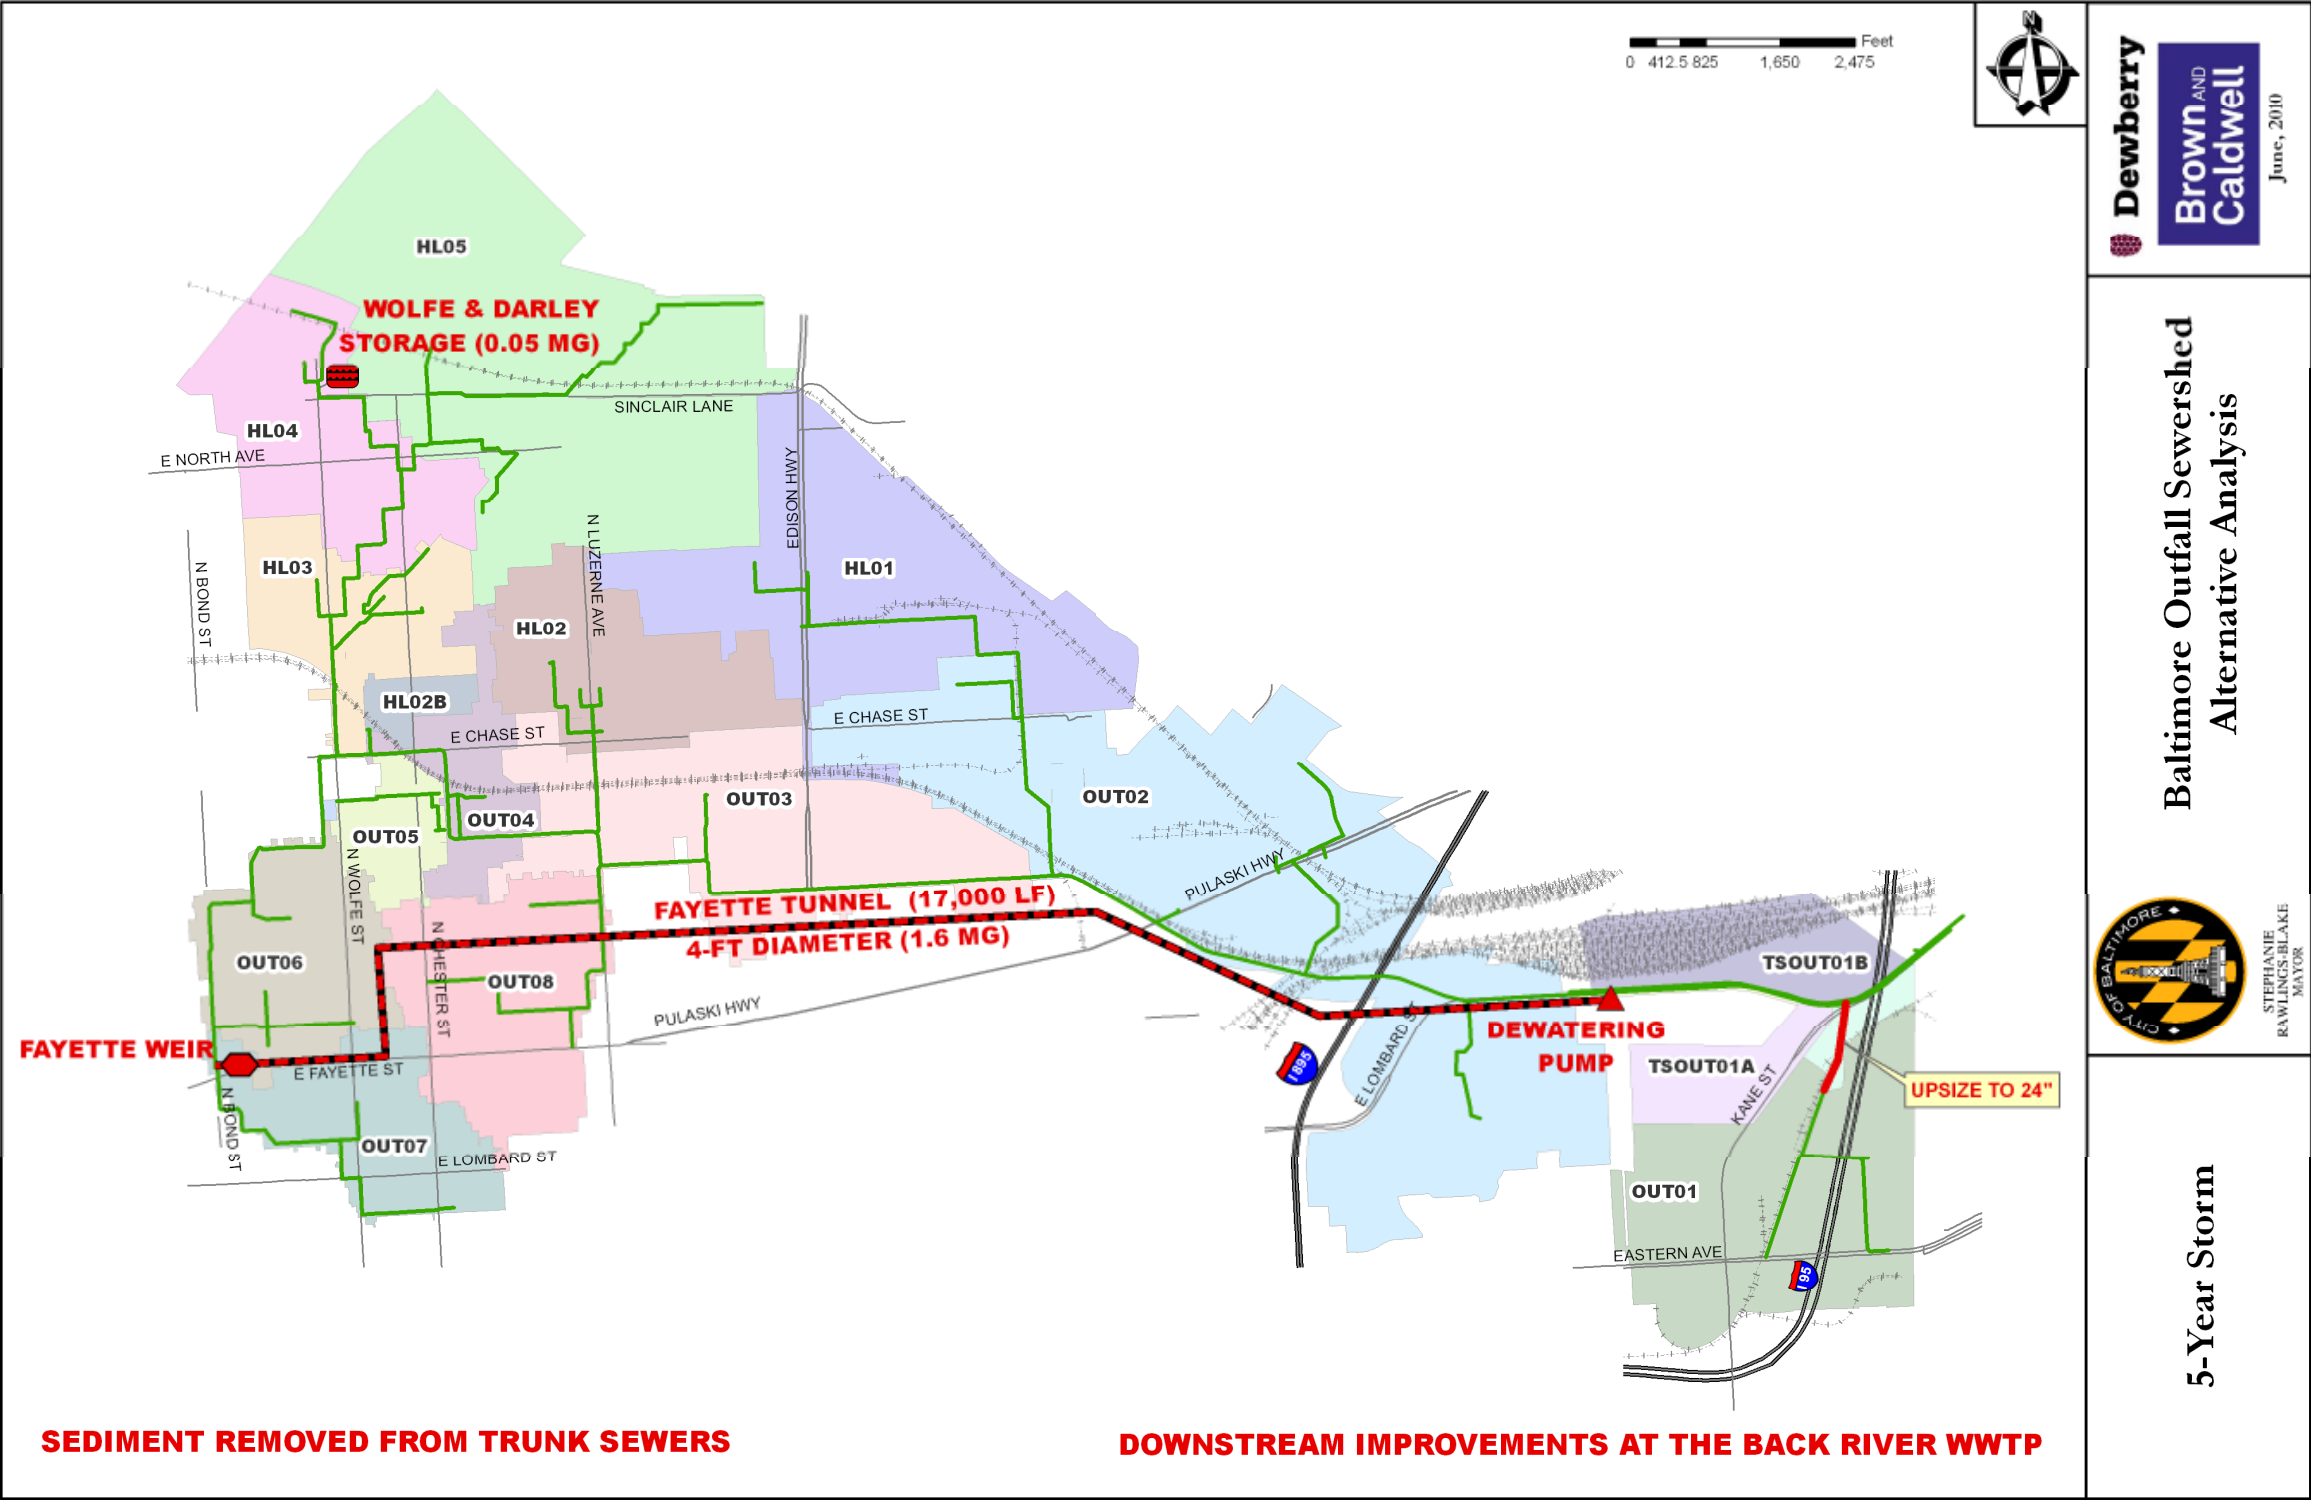 Feet
0 412.5 825 1,650 2,475
N
HL05
WOLFE & DARLEY
STORAGE (0.05 MG)
SINCLAIR LANE
HL04
E NORTH AVE
EDISON HWY
N LUZERNE AVE
HL03
HL01
N BOND ST
HL02
HL02B
E CHASE ST
E CHASE ST
OUT03
OUT02
OUT04
OUT05
N WOLFE ST
PULASKI HWY
FAYETTE TUNNEL (17,000 LF)
4-FT DIAMETER (1.6 MG)
N CHESTER ST
OUT06
OUT08
TSOUT01B
PULASKI HWY
DEWATERING
PUMP
FAYETTE WEIR
E FAYETTE ST
I 895
E LOMBARD ST
TSOUT01A
KANE ST
UPSIZE TO 24"
N BOND ST
OUT07
E LOMBARD ST
OUT01
EASTERN AVE
I 95
SEDIMENT REMOVED FROM TRUNK SEWERS
DOWNSTREAM IMPROVEMENTS AT THE BACK RIVER WWTP
Dewberry
Brown AND
Caldwell
June, 2010
Baltimore Outfall Sewershed
Alternative Analysis
CITY OF BALTIMORE
STEPHANIE
RAWLINGS-BLAKE
MAYOR
5-Year Storm